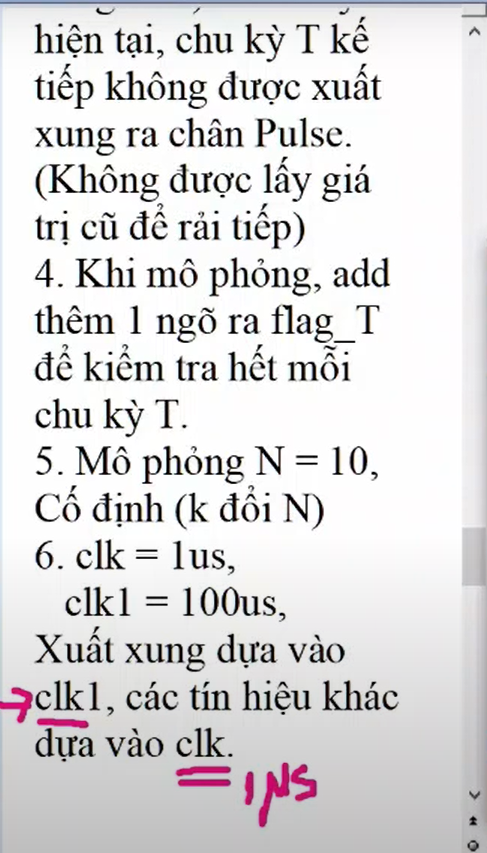 hiện tại, chu kỳ T kế
tiếp không được xuất
xung ra chân Pulse.
(Không được lấy giá
trị cũ để rải tiếp)
4. Khi mô phỏng, add
thêm 1 ngõ ra flag_T
để kiểm tra hết mỗi
chu kỳ T.
5. Mô phỏng N = 10,
Cố định (k đổi N)
6. clk = 1us,
clk1 = 100us,
Xuất xung dựa vào
→clk1, các tín hiệu khác
dựa vào clk.
= 1μs